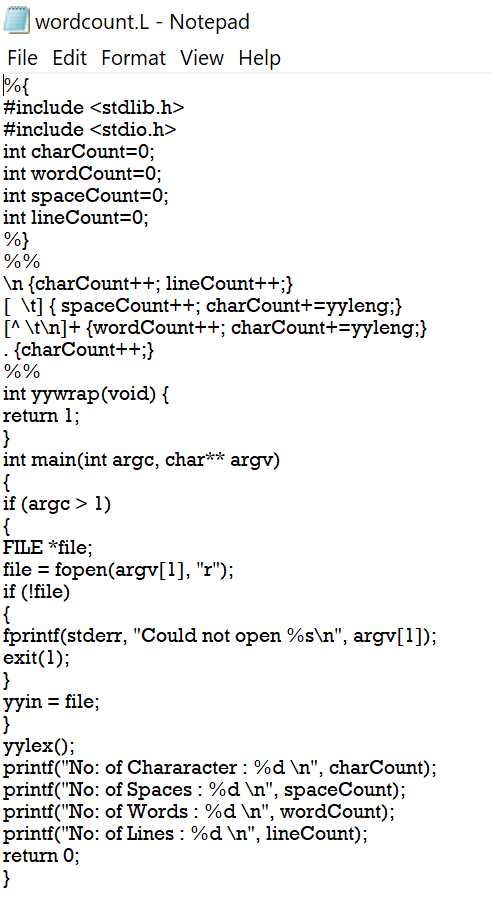 wordcount.L - Notepad
File Edit Format View Help
%{
#include <stdlib.h>
#include <stdio.h>
int charCount=0;
int wordCount=0;
int spaceCount=0;
int lineCount=0;
%}
%%
\n {charCount++; lineCount++;}
[  \t] { spaceCount++; charCount+=yyleng;}
[^ \t\n]+ {wordCount++; charCount+=yyleng;}
. {charCount++;}
%%
int yywrap(void) {
return 1;
}
int main(int argc, char** argv)
{
if (argc > 1)
{
FILE *file;
file = fopen(argv[1], "r");
if (!file)
{
fprintf(stderr, "Could not open %s\n", argv[1]);
exit(1);
}
yyin = file;
}
yylex();
printf("No: of Chararacter : %d \n", charCount);
printf("No: of Spaces : %d \n", spaceCount);
printf("No: of Words : %d \n", wordCount);
printf("No: of Lines : %d \n", lineCount);
return 0;
}